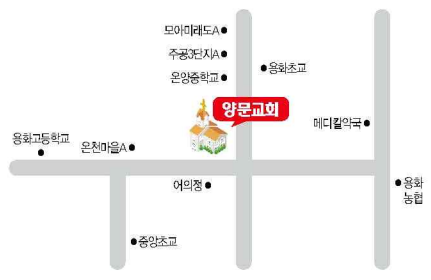 모아미래도A
주공3단지A
온양중학교
용화초교
양문교회
메디칼약국
용화고등학교
온천마을A
어의정
용화
농협
중앙초교